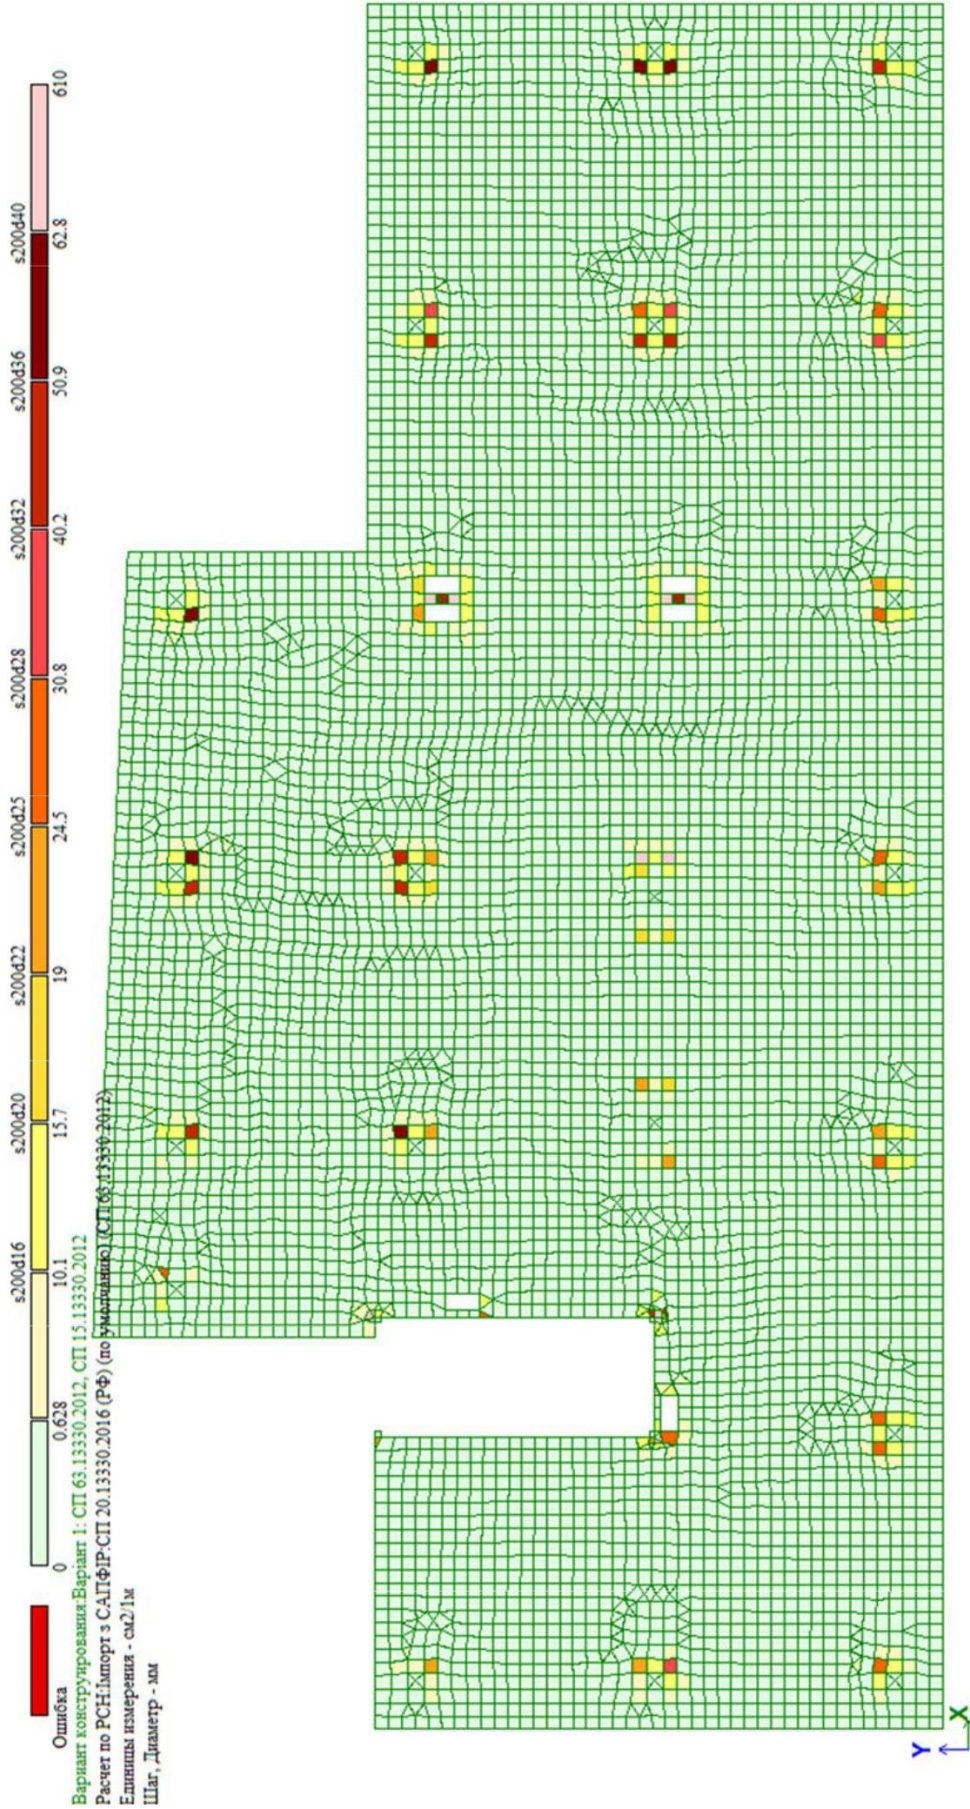 s200d16 s200d20 s200d22 s200d25 s200d28 s200d32 s200d36 s200d40
Ошибка 0 0.628 10.1 15.7 19 24.5 30.8 40.2 50.9 62.8 610
Вариант конструирования:Варіант 1: СП 63.13330.2012, СП 15.13330.2012
Расчет по РСН:Імпорт з САПФІР:СП 20.13330.2016 (РФ) (по умолчанию) (СП 63.13330.2012)
Единицы измерения - см2/1м
Шаг, Диаметр - мм
Y
X